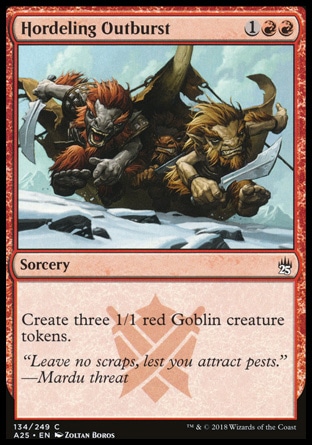 Hordeling Outburst 1
25
Sorcery
Create three 1/1 red Goblin creature
tokens.
"Leave no scraps, lest you attract pests."
—Mardu threat
134/249 C
A25 • EN Zoltan Boros
™ & © 2018 Wizards of the Coast